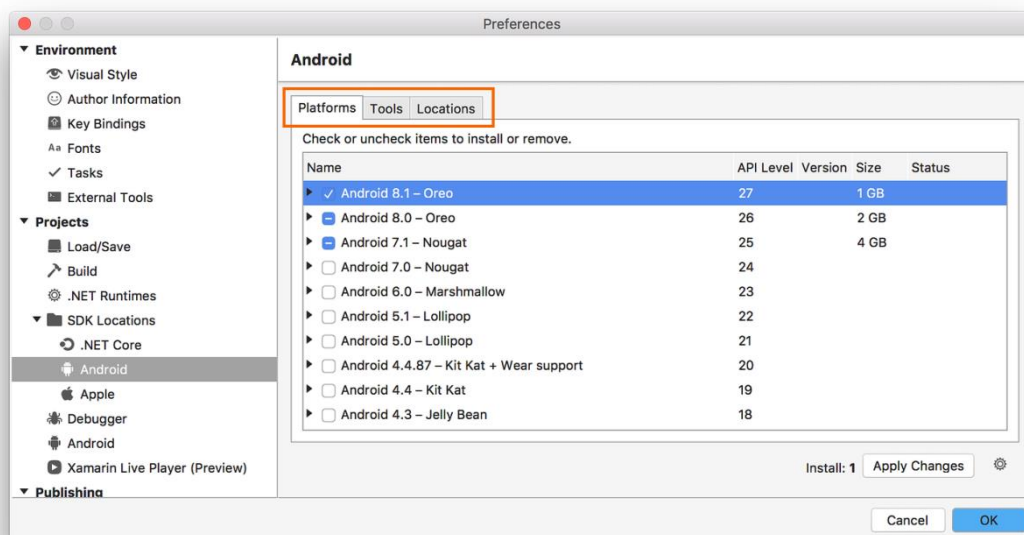 Preferences
Environment
Visual Style
Author Information
Key Bindings
Aa Fonts
Tasks
External Tools
Projects
Load/Save
Build
.NET Runtimes
SDK Locations
.NET Core
Android
Apple
Debugger
Android
Xamarin Live Player (Preview)
Publishing
Android
Platforms Tools Locations
Check or uncheck items to install or remove.
Name API Level Version Size Status
Android 8.1 – Oreo 27 1 GB
Android 8.0 – Oreo 26 2 GB
Android 7.1 – Nougat 25 4 GB
Android 7.0 – Nougat 24
Android 6.0 – Marshmallow 23
Android 5.1 – Lollipop 22
Android 5.0 – Lollipop 21
Android 4.4.87 – Kit Kat + Wear support 20
Android 4.4 – Kit Kat 19
Android 4.3 – Jelly Bean 18
Install: 1 Apply Changes
Cancel OK